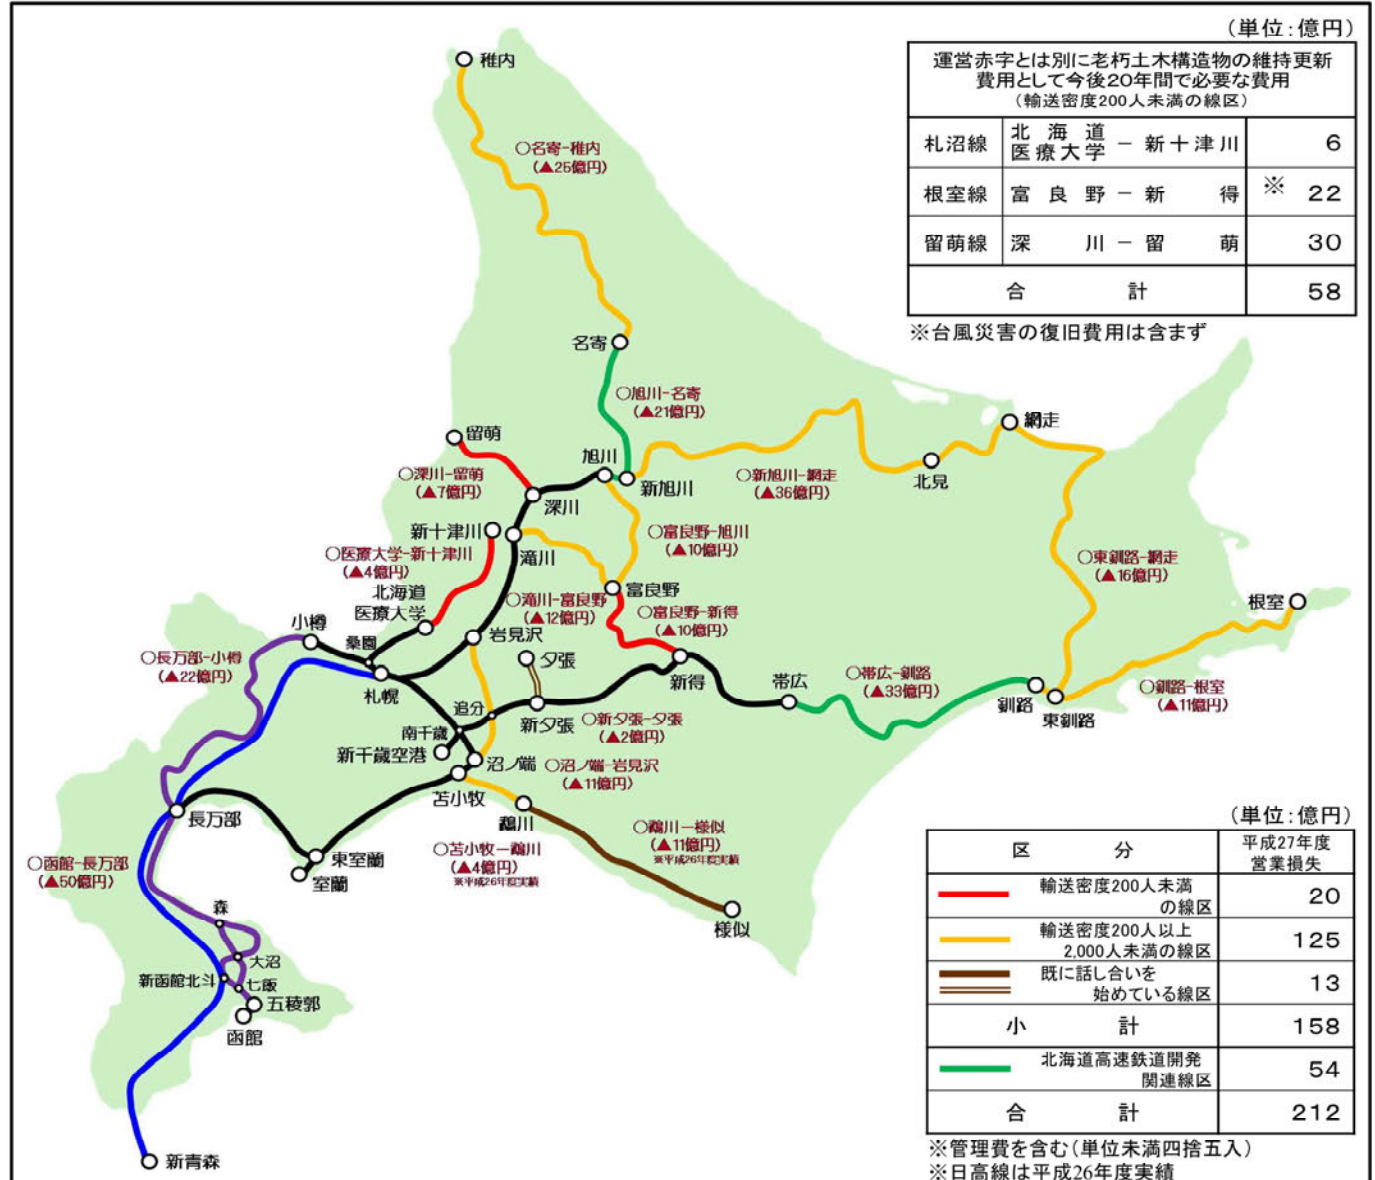 (単位:億円)
運営赤字とは別に老朽土木構造物の維持更新
費用として今後20年間で必要な費用
(輸送密度200人未満の線区)
札沼線 北海道医療大学 － 新十津川 6
根室線 富良野 － 新得 ※ 22
留萌線 深川 － 留萌 30
合計 58
※台風災害の復旧費用は含まず
稚内
○名寄-稚内
(▲25億円)
名寄
○旭川-名寄
(▲21億円)
留萌
旭川
新旭川
○深川-留萌
(▲7億円)
深川
○新旭川-網走
(▲36億円)
北見
網走
新十津川
滝川
○医療大学-新十津川
(▲4億円)
北海道
医療大学
○富良野-旭川
(▲10億円)
富良野
○滝川-富良野
(▲12億円)
○富良野-新得
(▲10億円)
○東釧路-網走
(▲16億円)
根室
小樽
桑園
札幌
岩見沢
○長万部-小樽
(▲22億円)
夕張
新得
帯広
○帯広-釧路
(▲33億円)
釧路
東釧路
○釧路-根室
(▲11億円)
追分
新夕張
○新夕張-夕張
(▲2億円)
南千歳
新千歳空港
沼ノ端
○沼ノ端-岩見沢
(▲11億円)
苫小牧
鵡川
長万部
○苫小牧－鵡川
(▲4億円)
※平成26年度実績
○鵡川－様似
(▲11億円)
※平成26年度実績
東室蘭
室蘭
様似
○函館-長万部
(▲50億円)
森
大沼
新函館北斗
七飯
五稜郭
函館
新青森
(単位:億円)
区分 平成27年度
営業損失
輸送密度200人未満
の線区 20
輸送密度200人以上
2,000人未満の線区 125
既に話し合いを
始めている線区 13
小計 158
北海道高速鉄道開発
関連線区 54
合計 212
※管理費を含む(単位未満四捨五入)
※日高線は平成26年度実績